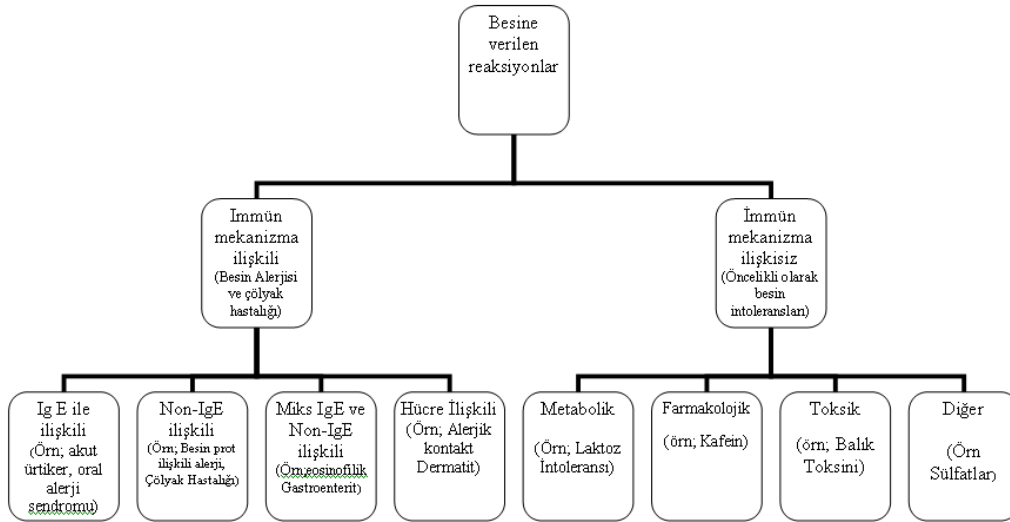 Besine
verilen
reaksiyonlar
Immün
mekanizma
ilişkili
(Besin Alerjisi
ve çölyak
hastalığı)
İmmün
mekanizma
ilişkisiz
(Öncelikli olarak
besin
intoleransları)
Ig E ile
ilişkili
(Örn; akut
ürtiker, oral
alerji
sendromu)
Non-IgE
ilişkili
(Örn; Besin prot
ilişkili alerji,
Çölyak Hastalığı)
Miks IgE ve
Non-IgE
ilişkili
(Örn;eosinofilik
Gastroenterit)
Hücre İlişkili
(Örn; Alerjik
kontakt
Dermatit)
Metabolik
(Örn; Laktoz
İntoleransı)
Farmakolojik
(örn; Kafein)
Toksik
(örn; Balık
Toksini)
Diğer
(Örn
Sülfatlar)